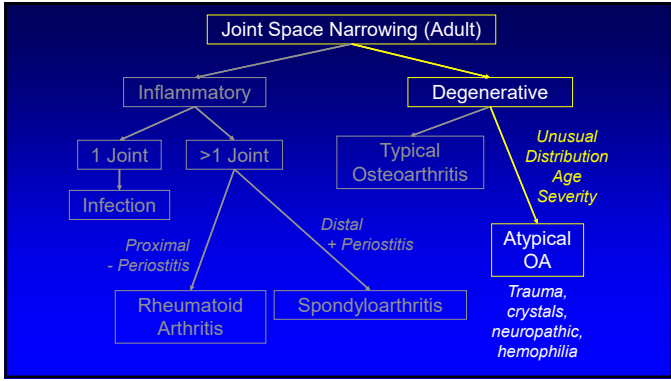 Joint Space Narrowing (Adult)
Inflammatory
Degenerative
1 Joint
>1 Joint
Typical
Osteoarthritis
Unusual
Distribution
Age
Severity
Infection
Proximal
- Periostitis
Distal
+ Periostitis
Atypical
OA
Rheumatoid
Arthritis
Spondyloarthritis
Trauma,
crystals,
neuropathic,
hemophilia